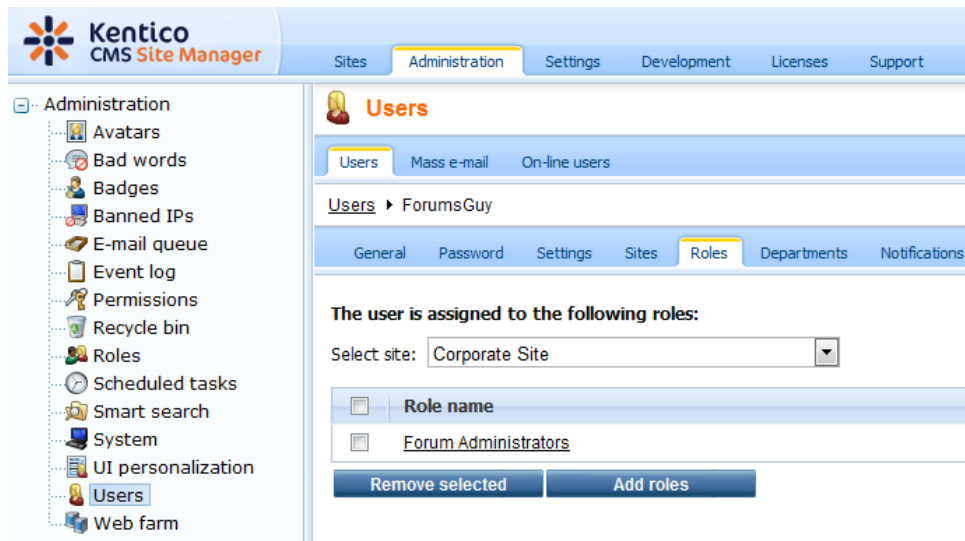 Kentico
CMS Site Manager
Sites Administration Settings Development Licenses Support
Administration
Avatars
Bad words
Badges
Banned IPs
E-mail queue
Event log
Permissions
Recycle bin
Roles
Scheduled tasks
Smart search
System
UI personalization
Users
Web farm
Users
Users Mass e-mail On-line users
Users ForumsGuy
General Password Settings Sites Roles Departments Notifications
The user is assigned to the following roles:
Select site: Corporate Site
Role name
Forum Administrators
Remove selected Add roles